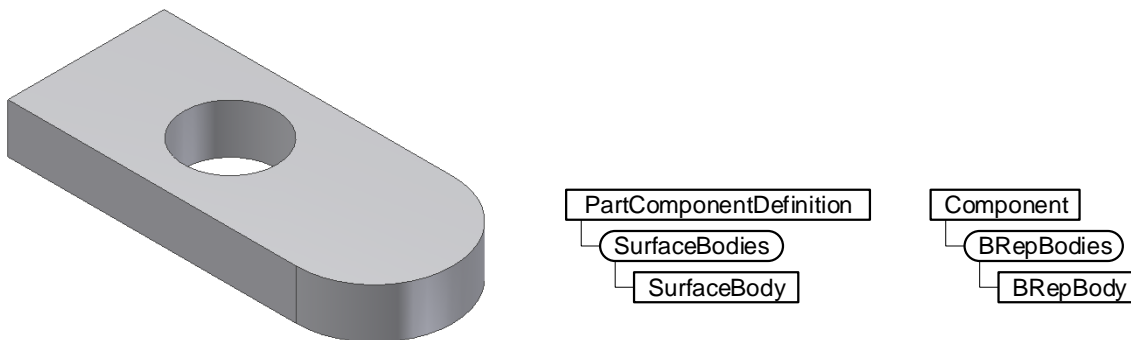 PartComponentDefinition
SurfaceBodies
SurfaceBody
Component
BRepBodies
BRepBody